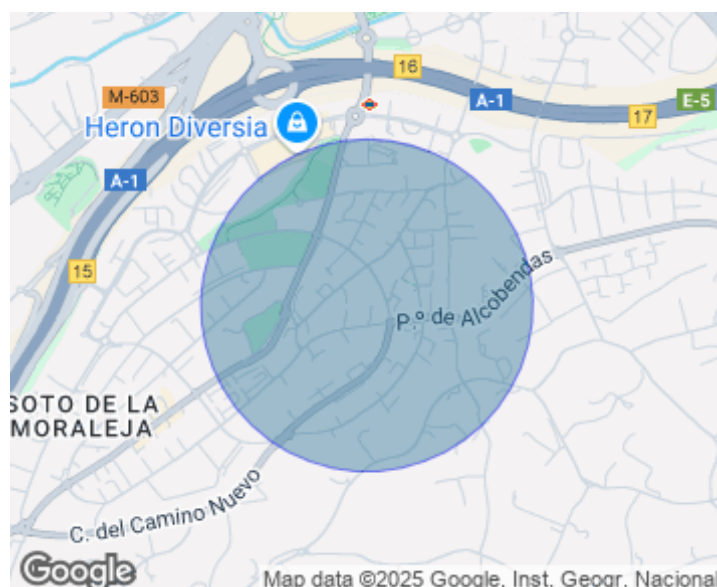 16
M-603
A-1
E-5
Heron Diversia
17
A-1
15
P.º de Alcobendas
SOTO DE LA
MORALEJA
C. del Camino Nuevo
Google
Map data ©2025 Google, Inst. Geogr. Nacional